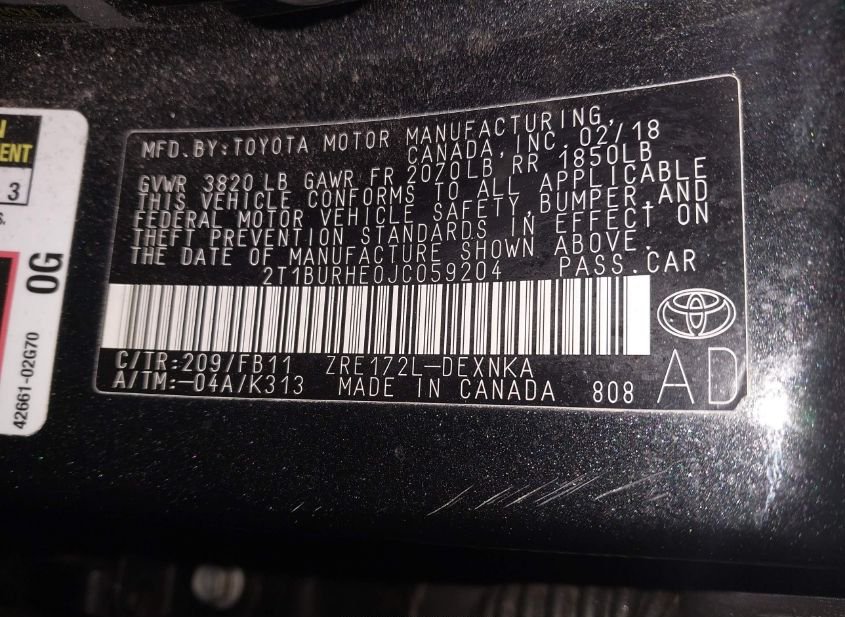 N
ENT
3
S.
0G
42661-02G70
MFD.BY:TOYOTA MOTOR MANUFACTURING,
CANADA, INC. 02/18
GVWR 3820 LB GAWR FR 2070LB RR 1850LB
THIS VEHICLE CONFORMS TO ALL APPLICABLE
FEDERAL MOTOR VEHICLE SAFETY, BUMPER,AND
THEFT PREVENTION STANDARDS IN EFFECT ON
THE DATE OF MANUFACTURE SHOWN ABOVE.
2T1BURHE0JC059204 PASS.CAR
C/TR:209/FB11 ZRE172L-DEXNKA
A/TM:-04A/K313 MADE IN CANADA 808 AD